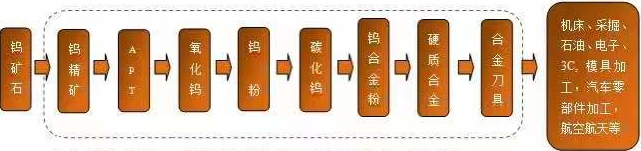 钨矿石
钨精矿
APT
氧化钨
钨粉
碳化钨
钨合金粉
硬质合金
合金刀具
机床、采掘、
石油、电子、
3C, 模具加
工，汽车零
部件加工，
航空航天等